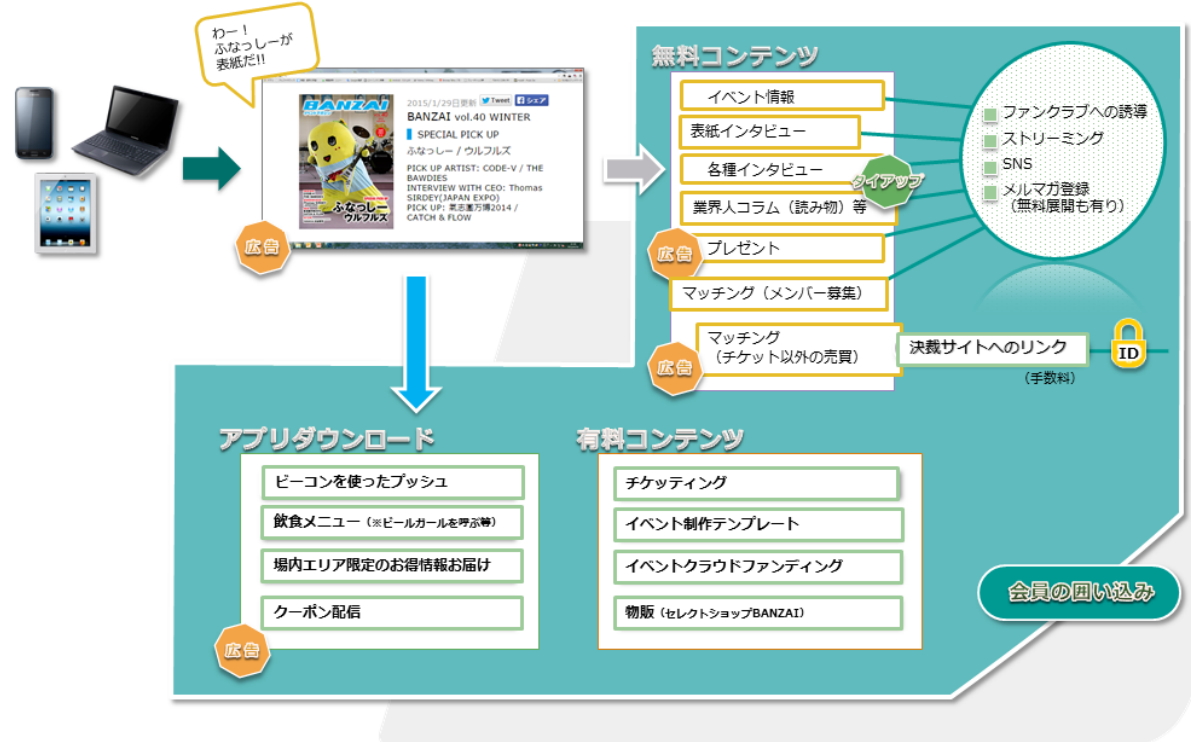 わー！
ふなっしーが
表紙だ!!
BANZAI
ふなっしー
ウルフルズ
2015/1/29日更新
Tweet
シェア
BANZAI vol.40 WINTER
SPECIAL PICK UP
ふなっしー / ウルフルズ
PICK UP ARTIST: CODE-V / THE
BAWDIES
INTERVIEW WITH CEO: Thomas
SIRDEY(JAPAN EXPO)
PICK UP: 氣志團万博2014 /
CATCH & FLOW
広告
無料コンテンツ
イベント情報
表紙インタビュー
各種インタビュー
タイアップ
業界人コラム（読み物）等
広告
プレゼント
マッチング（メンバー募集）
マッチング
（チケット以外の売買）
広告
ファンクラブへの誘導
ストリーミング
SNS
メルマガ登録
（無料展開も有り）
決裁サイトへのリンク
（手数料）
ID
アプリダウンロード
ビーコンを使ったプッシュ
飲食メニュー（※ビールガールを呼ぶ等）
場内エリア限定のお得情報お届け
クーポン配信
広告
有料コンテンツ
チケッティング
イベント制作テンプレート
イベントクラウドファンディング
物販（セレクトショップBANZAI）
会員の囲い込み